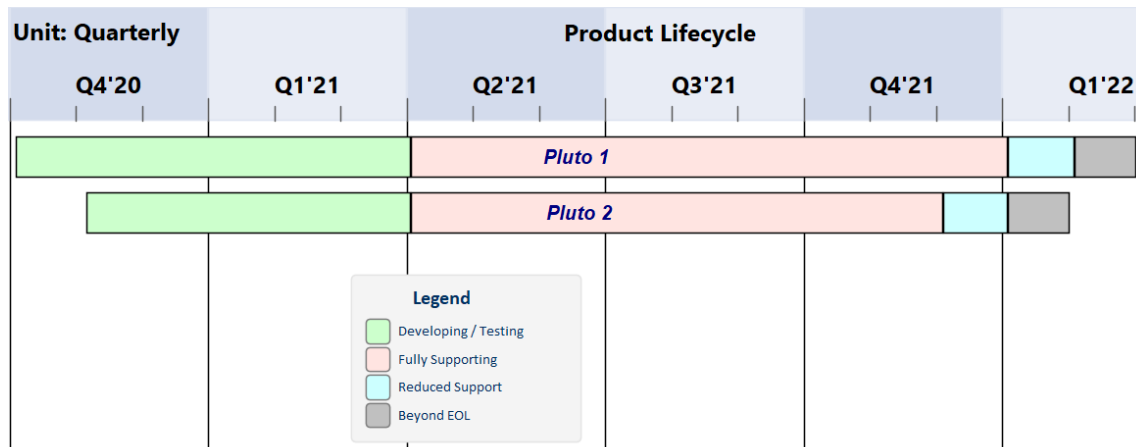 Unit: Quarterly
Product Lifecycle
Q4'20
Q1'21
Q2'21
Q3'21
Q4'21
Q1'22
Pluto 1
Pluto 2
Legend
Developing / Testing
Fully Supporting
Reduced Support
Beyond EOL